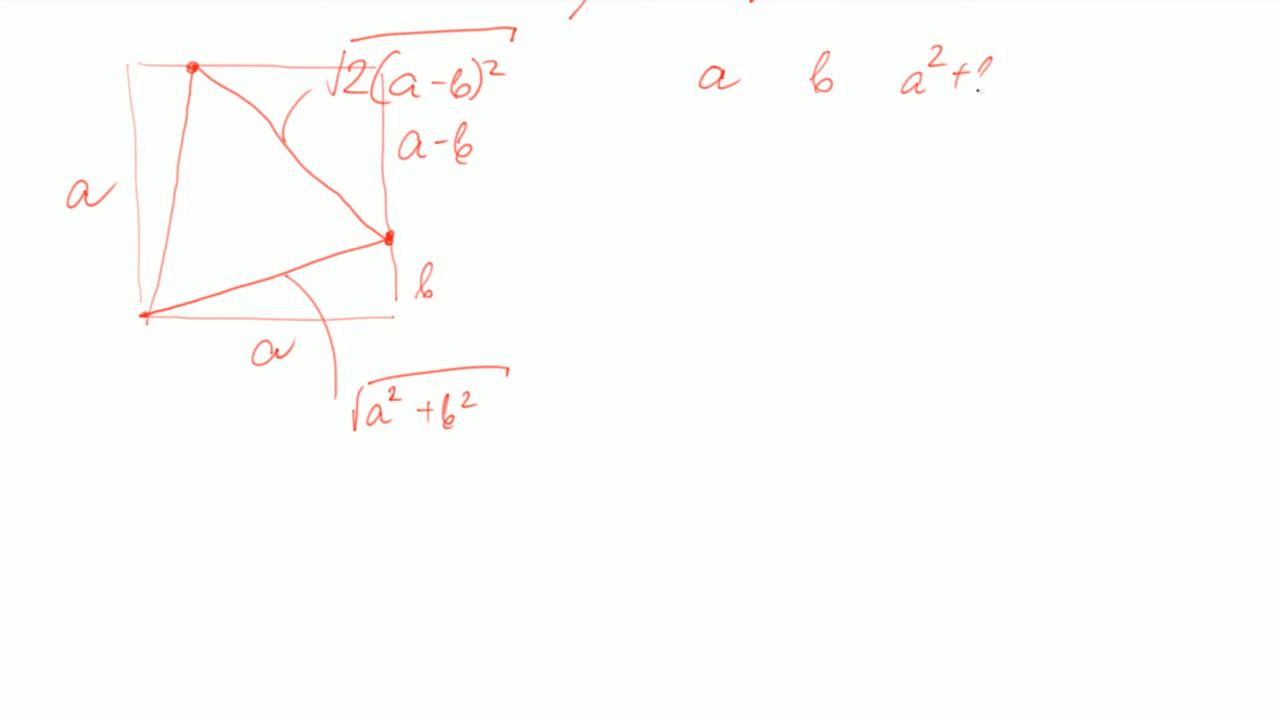 √2(a-b)²
a b a²+
a-b
a
b
a
√a²+b²